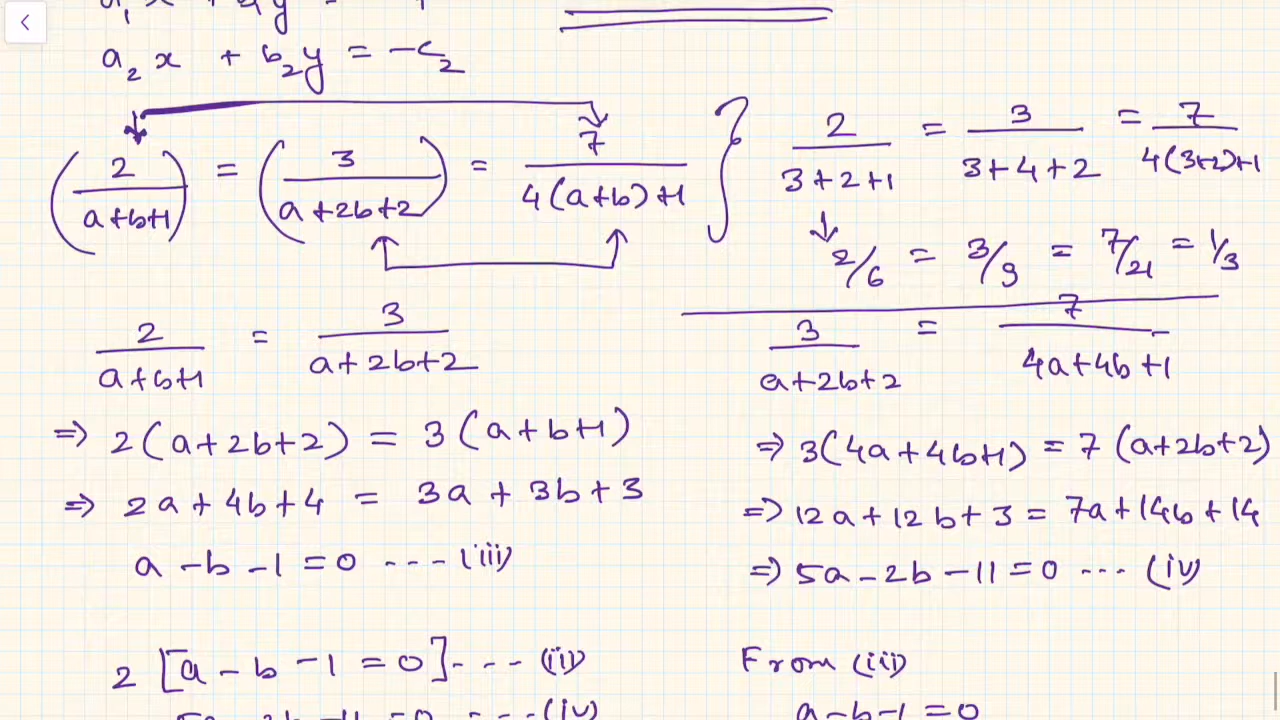 a₂x + b₂y = -c₂
(2/(a+b+1)) = (3/(a+2b+2)) = 7/(4(a+b)+1)
2/(3+2+1) = 3/(3+4+2) = 7/(4(3+2)+1)
2/6 = 3/9 = 7/21 = 1/3
2/(a+b+1) = 3/(a+2b+2)
⇒ 2(a+2b+2) = 3(a+b+1)
⇒ 2a+4b+4 = 3a+3b+3
a-b-1=0 ---(iii)
3/(a+2b+2) = 7/(4a+4b+1)
⇒ 3(4a+4b+1) = 7(a+2b+2)
⇒ 12a+12b+3 = 7a+14b+14
⇒ 5a-2b-11=0 ---(iv)
2[a-b-1=0]---(iii)
From (iii)
a-b-1=0